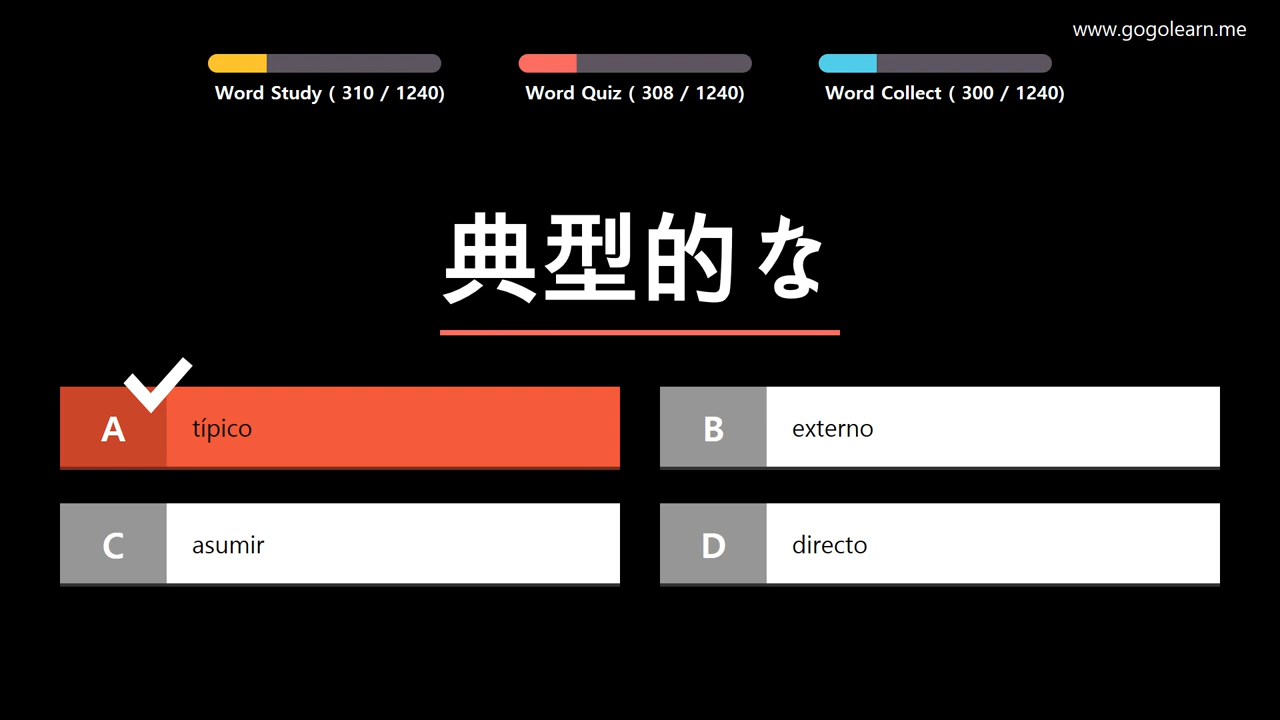 www.gogolearn.me
Word Study ( 310 / 1240)
Word Quiz ( 308 / 1240)
Word Collect ( 300 / 1240)
典型的な
A típico
B externo
C asumir
D directo